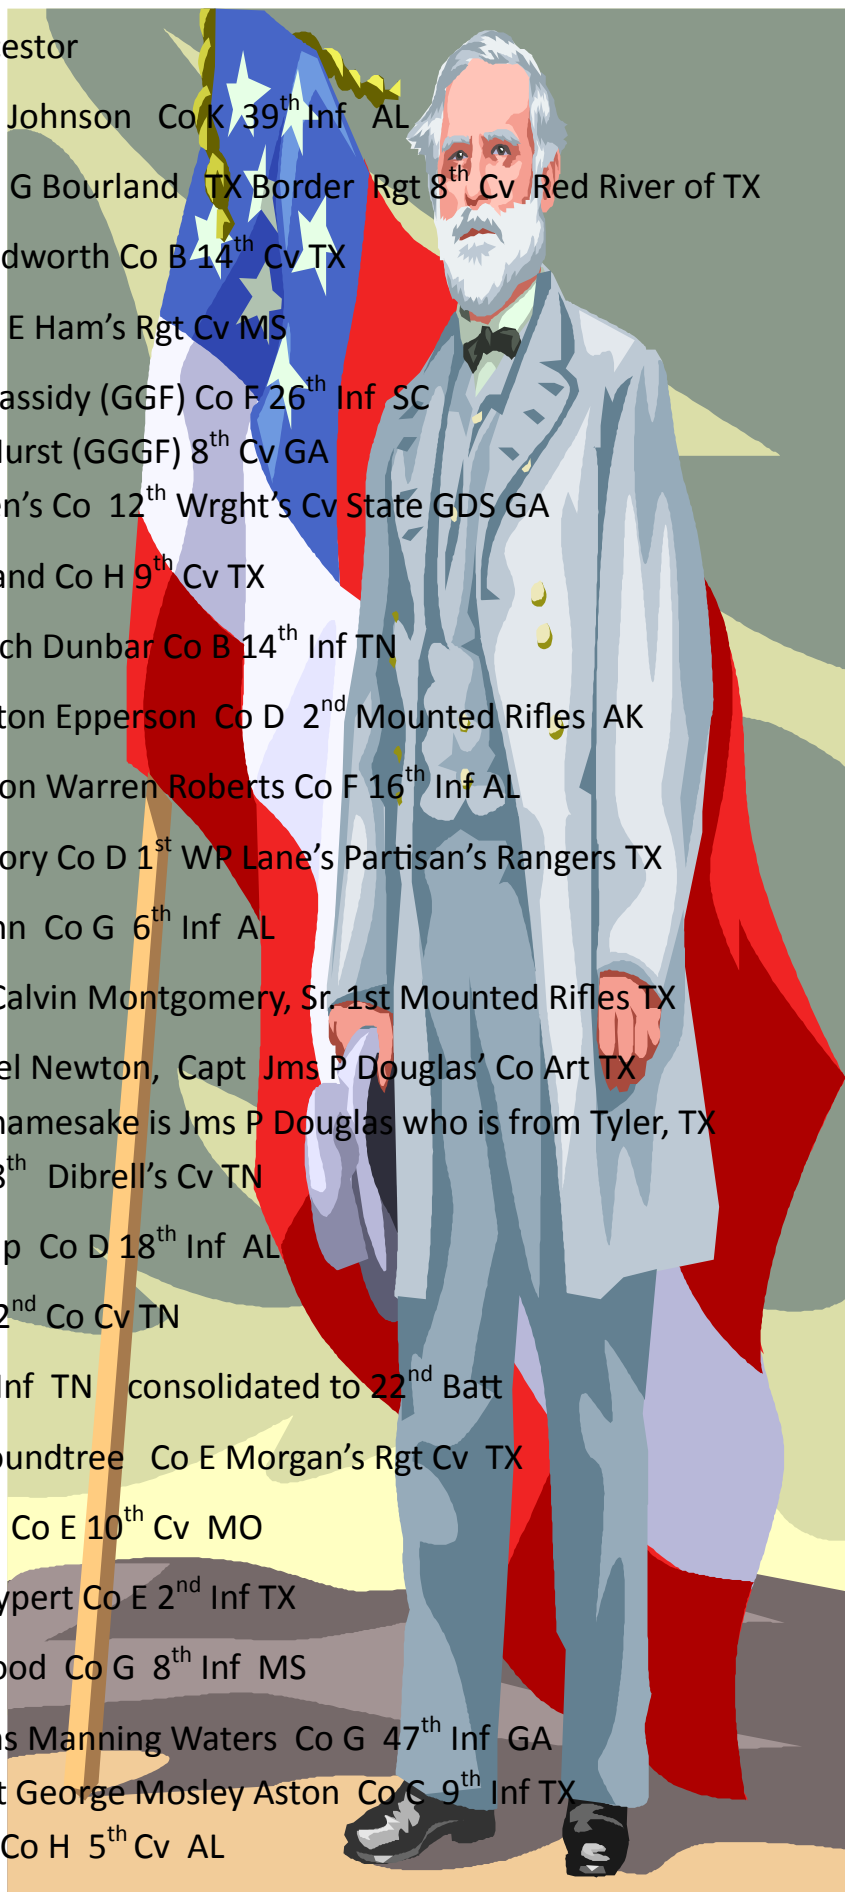 estor
Johnson Co K 39th Inf AL
G Bourland TX Border Rgt 8th Cv Red River of TX
dworth Co B 14th Cv TX
E Ham's Rgt Cv MS
assidy (GGF) Co F 26th Inf SC
urst (GGGF) 8th Cv GA
en's Co 12th Wrght's Cv State GDS GA
and Co H 9th Cv TX
ch Dunbar Co B 14th Inf TN
ton Epperson Co D 2nd Mounted Rifles AK
on Warren Roberts Co F 16th Inf AL
ory Co D 1st WP Lane's Partisan's Rangers TX
nn Co G 6th Inf AL
Calvin Montgomery, Sr. 1st Mounted Rifles TX
el Newton, Capt Jms P Douglas' Co Art TX
namesake is Jms P Douglas who is from Tyler, TX
8th Dibrell's Cv TN
p Co D 18th Inf AL
2nd Co Cv TN
Inf TN consolidated to 22nd Batt
oundtree Co E Morgan's Rgt Cv TX
Co E 10th Cv MO
ypert Co E 2nd Inf TX
ood Co G 8th Inf MS
as Manning Waters Co G 47th Inf GA
t George Mosley Aston Co C 9th Inf TX
Co H 5th Cv AL